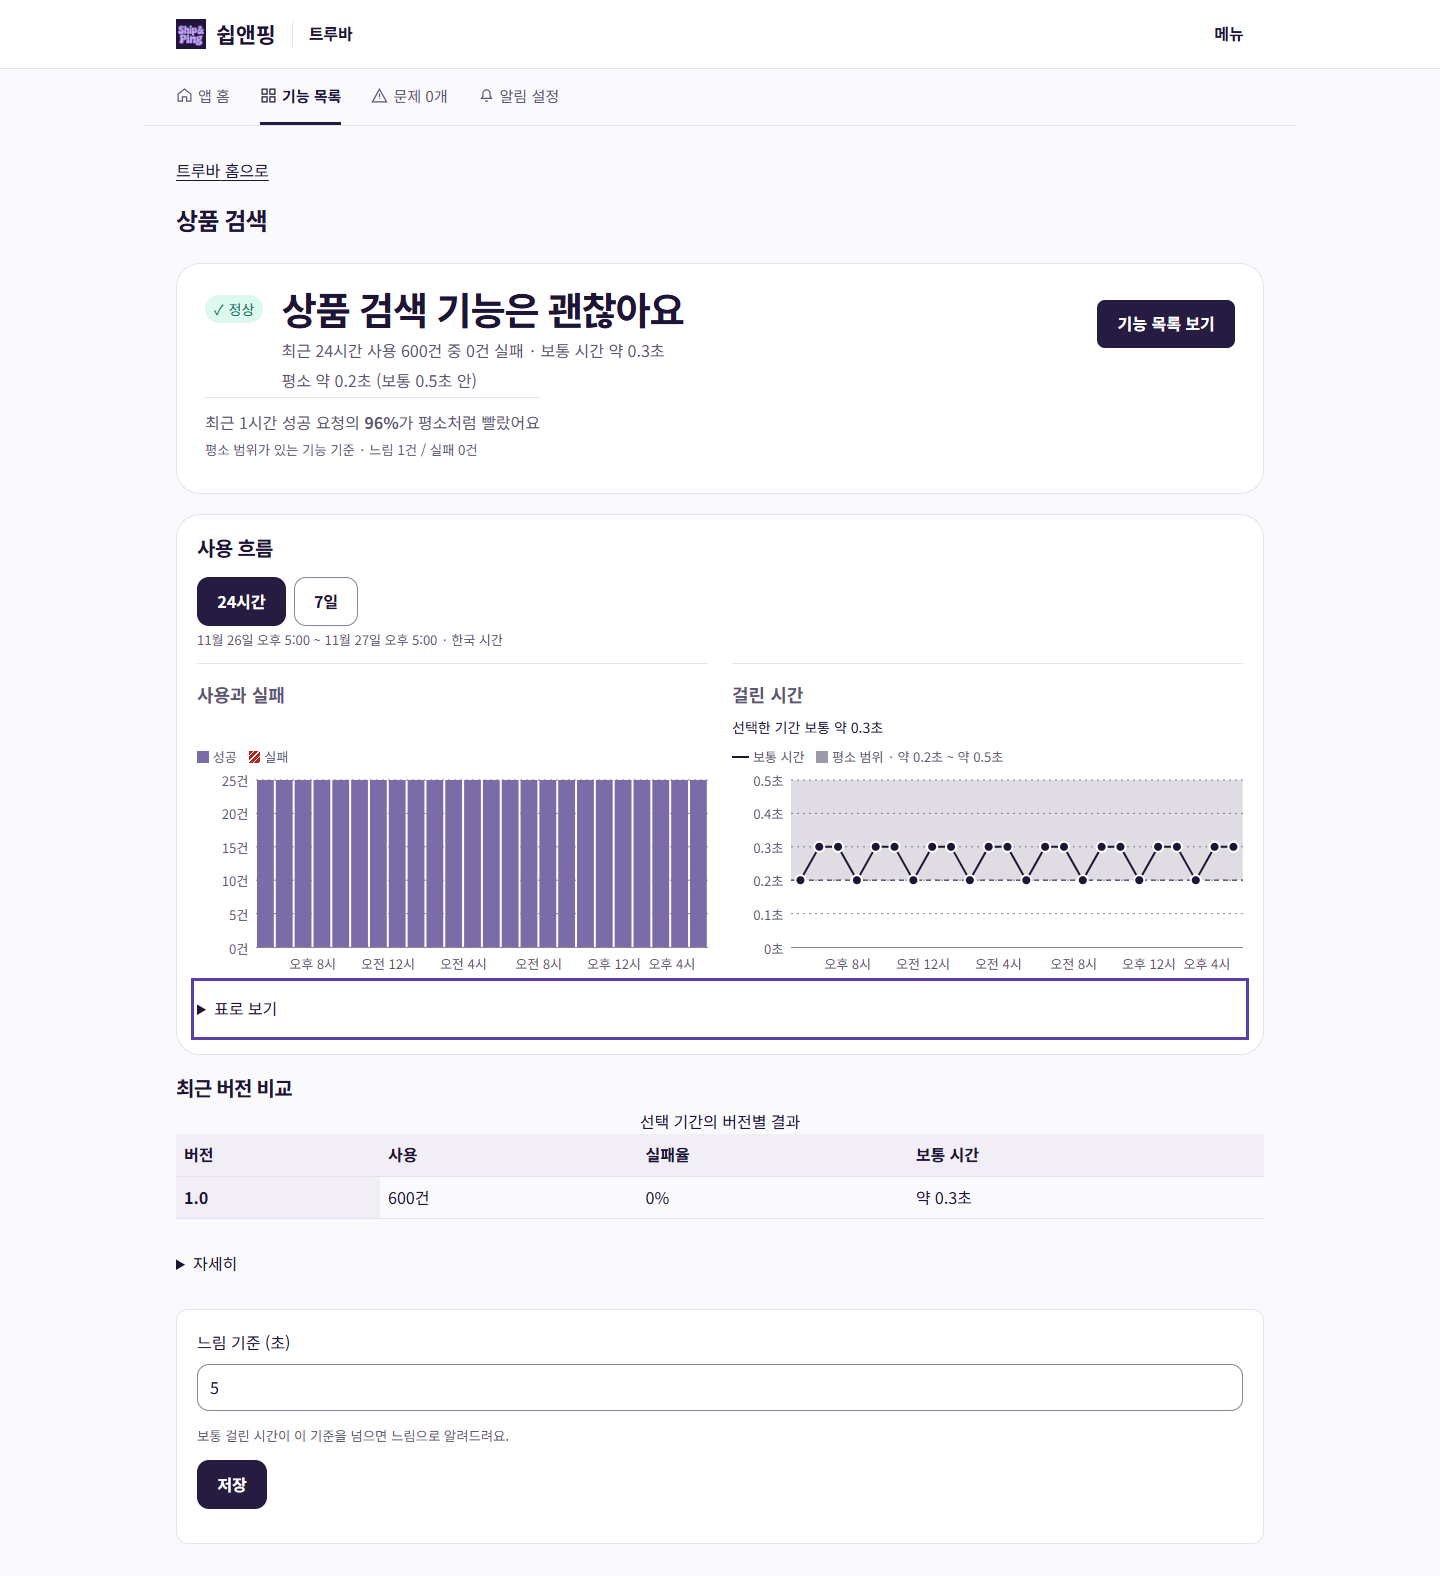 Ship&
Ping
쉽앤핑
트루바
메뉴
앱 홈
기능 목록
문제 0개
알림 설정
트루바 홈으로
상품 검색
✓ 정상
상품 검색 기능은 괜찮아요
기능 목록 보기
최근 24시간 사용 600건 중 0건 실패 · 보통 시간 약 0.3초
평소 약 0.2초 (보통 0.5초 안)
최근 1시간 성공 요청의 96%가 평소처럼 빨랐어요
평소 범위가 있는 기능 기준 · 느림 1건 / 실패 0건
사용 흐름
24시간
7일
11월 26일 오후 5:00 ~ 11월 27일 오후 5:00 · 한국 시간
사용과 실패
성공
실패
25건
20건
15건
10건
5건
0건
오후 8시
오전 12시
오전 4시
오전 8시
오후 12시
오후 4시
걸린 시간
선택한 기간 보통 약 0.3초
보통 시간
평소 범위 · 약 0.2초 ~ 약 0.5초
0.5초
0.4초
0.3초
0.2초
0.1초
0초
오후 8시
오전 12시
오전 4시
오전 8시
오후 12시
오후 4시
표로 보기
최근 버전 비교
선택 기간의 버전별 결과
버전
사용
실패율
보통 시간
1.0
600건
0%
약 0.3초
자세히
느림 기준 (초)
5
보통 걸린 시간이 이 기준을 넘으면 느림으로 알려드려요.
저장